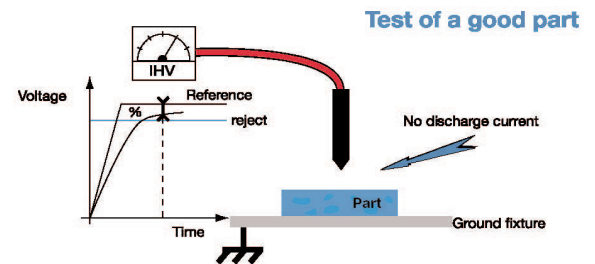 Test of a good part
IHV
Voltage
Reference
%
reject
No discharge current
Part
Time
Ground fixture